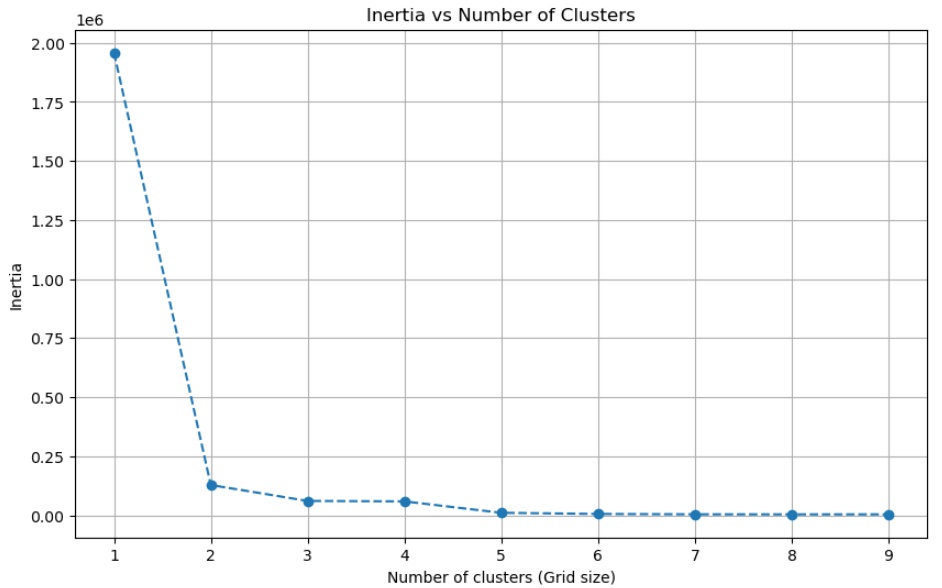 Inertia vs Number of Clusters
1e6
2.00
1.75
1.50
1.25
1.00
0.75
0.50
0.25
0.00
Inertia
1 2 3 4 5 6 7 8 9
Number of clusters (Grid size)